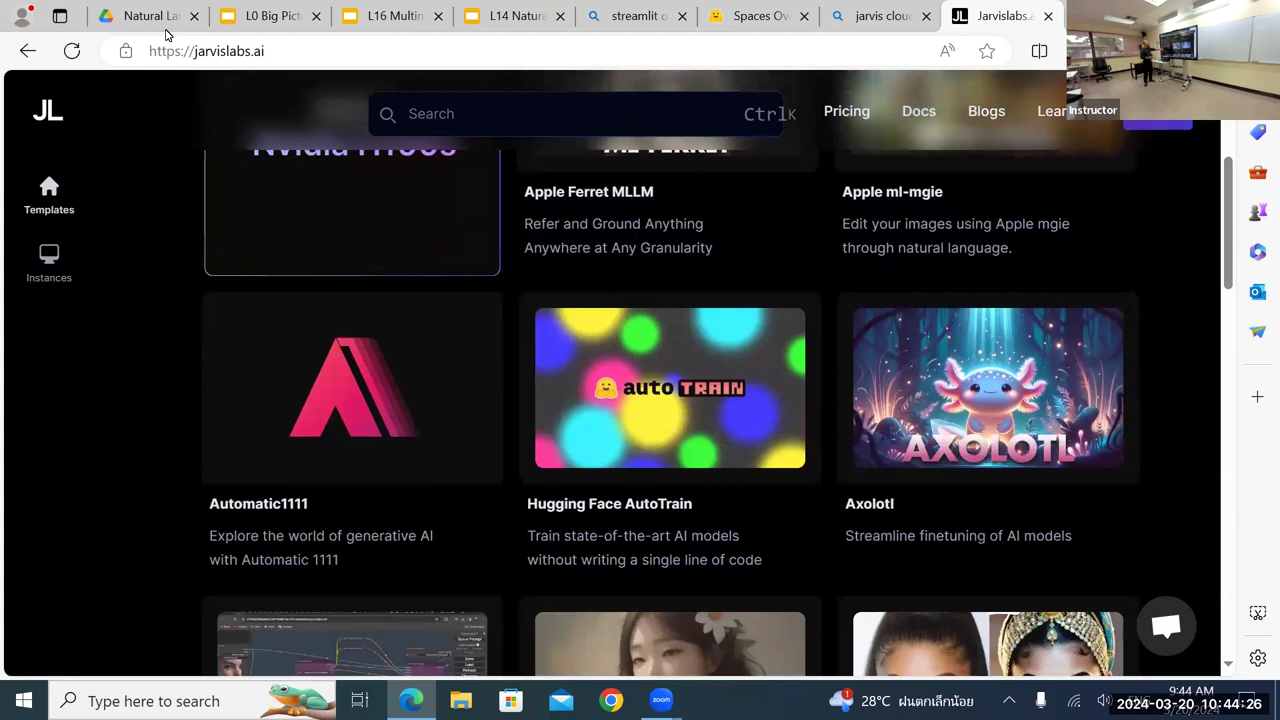 Natural La
L0 Big Pict
L16 Multin
L14 Natura
streamlit o
Spaces Ov
jarvis clou
JL
Jarvislabs.a
https://jarvislabs.ai
JL
Search
Ctrl K
Pricing
Docs
Blogs
Lear
Instructor
Templates
Instances
Apple Ferret MLLM
Refer and Ground Anything
Anywhere at Any Granularity
Apple ml-mgie
Edit your images using Apple mgie
through natural language.
auto TRAIN
AXOLOTL
Automatic1111
Explore the world of generative AI
with Automatic 1111
Hugging Face AutoTrain
Train state-of-the-art AI models
without writing a single line of code
Axolotl
Streamline finetuning of AI models
Type here to search
zoom
1
28°C ฝนตกเล็กน้อย
9:44 AM
2024-03-20 10:44:26